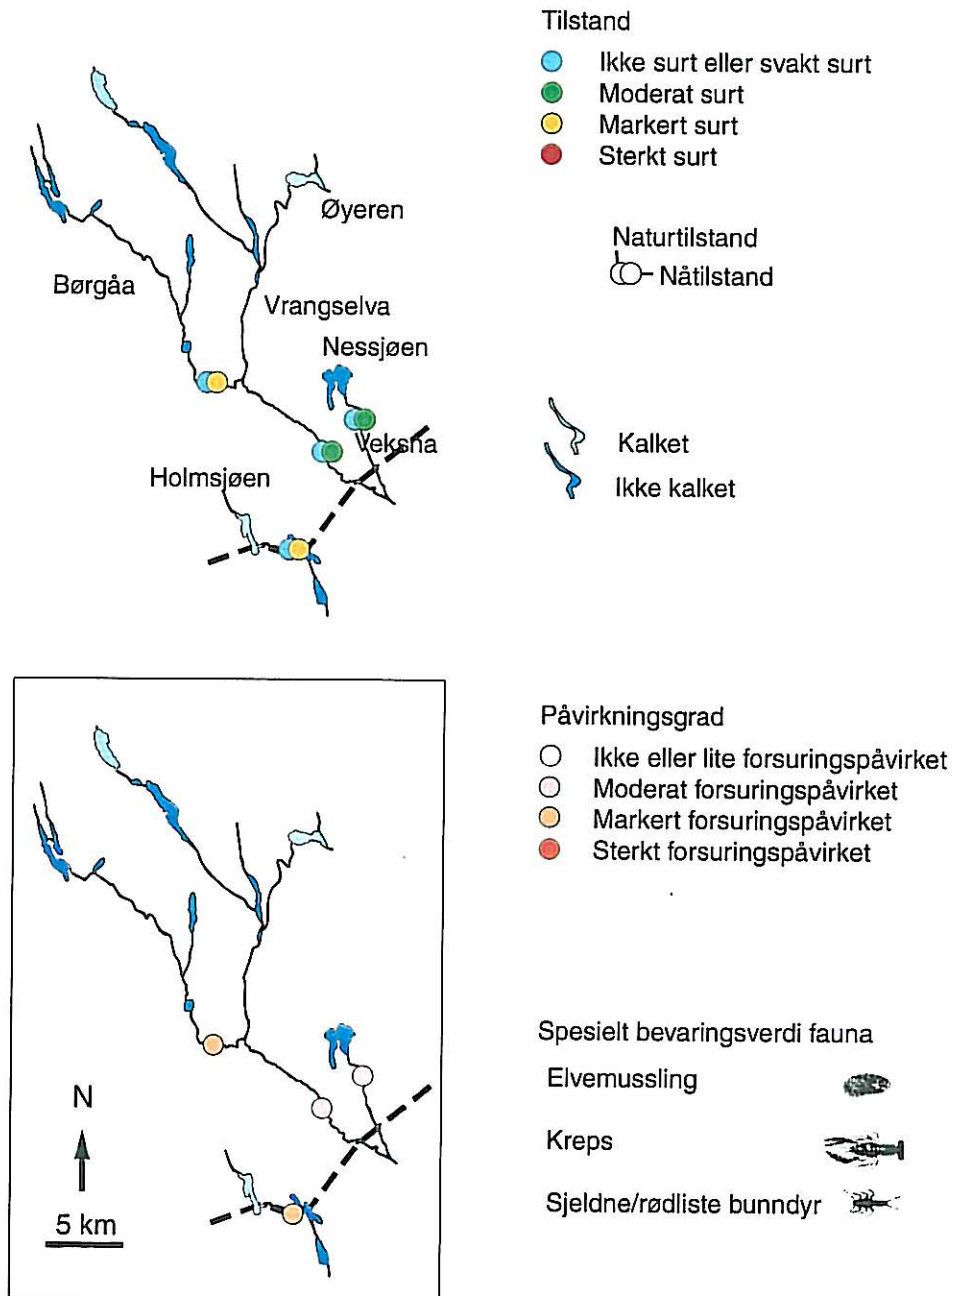 Tilstand
Ikke surt eller svakt surt
Moderat surt
Markert surt
Sterkt surt
Naturtilstand
Nåtilstand
Kalket
Ikke kalket
Øyeren
Børgåa
Vrangselva
Nessjøen
Veksna
Holmsjøen
Påvirkningsgrad
Ikke eller lite forsuringspåvirket
Moderat forsuringspåvirket
Markert forsuringspåvirket
Sterkt forsuringspåvirket
Spesielt bevaringsverdi fauna
Elvemussling
Kreps
Sjeldne/rødliste bunndyr
N
5 km